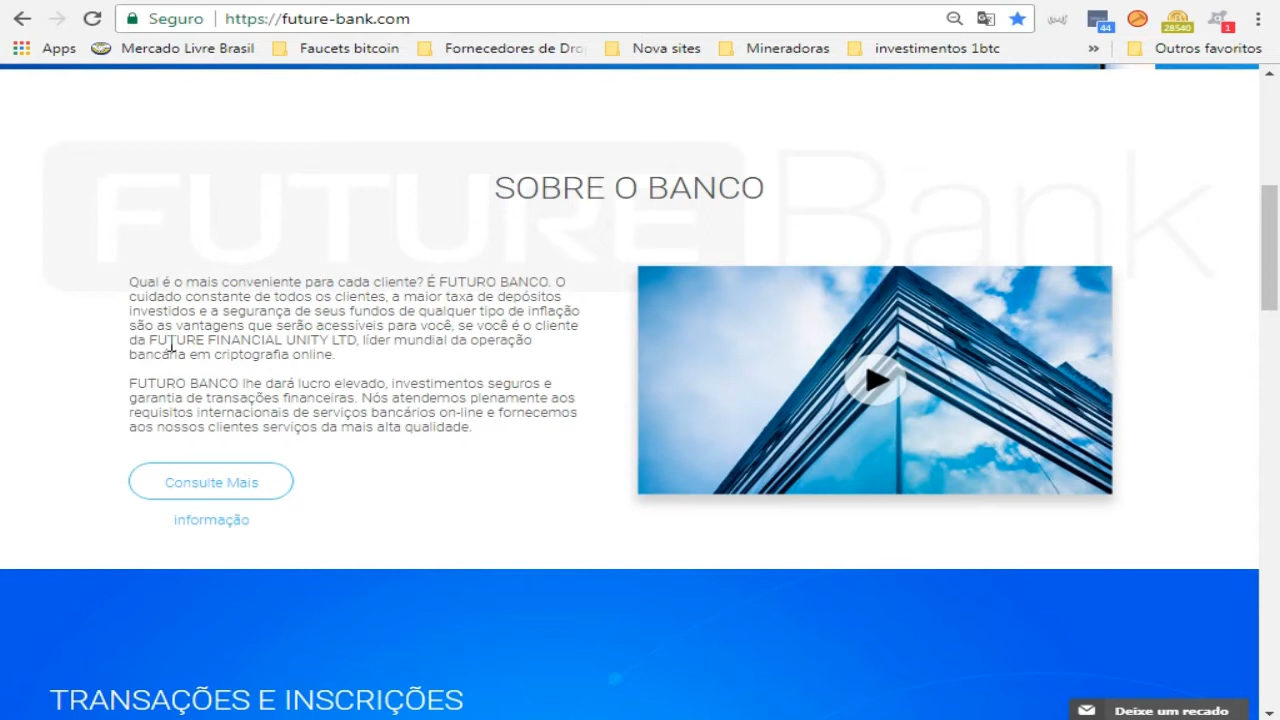 Seguro
https://future-bank.com
44
28540
1
Apps
Mercado Livre Brasil
Faucets bitcoin
Fornecedores de Dro
Nova sites
Mineradoras
investimentos 1btc
»
Outros favoritos
FUTURE Bank
SOBRE O BANCO
Qual é o mais conveniente para cada cliente? É FUTURO BANCO. O
cuidado constante de todos os clientes, a maior taxa de depósitos
investidos e a segurança de seus fundos de qualquer tipo de inflação
são as vantagens que serão acessíveis para você, se você é o cliente
da FUTURE FINANCIAL UNITY LTD, líder mundial da operação
bancária em criptografia online.
FUTURO BANCO lhe dará lucro elevado, investimentos seguros e
garantia de transações financeiras. Nós atendemos plenamente aos
requisitos internacionais de serviços bancários on-line e fornecemos
aos nossos clientes serviços da mais alta qualidade.
Consulte Mais
informação
TRANSAÇÕES E INSCRIÇÕES
Deixe um recado